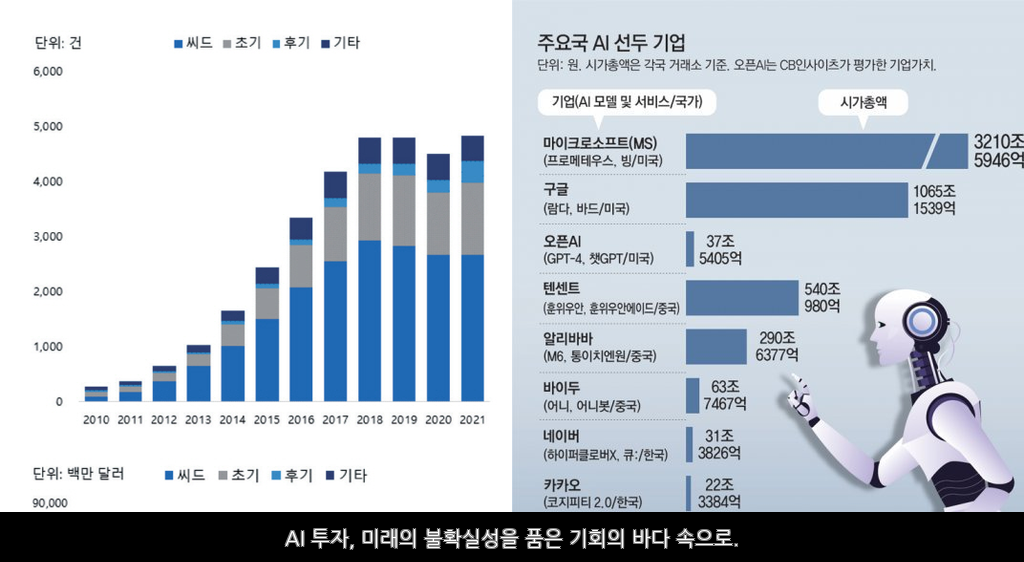 단위: 건
씨드 초기 후기 기타
6,000
5,000
4,000
3,000
2,000
1,000
0
2010 2011 2012 2013 2014 2015 2016 2017 2018 2019 2020 2021
단위: 백만 달러
씨드 초기 후기 기타
90,000
주요국 AI 선두 기업
단위: 원, 시가총액은 각국 거래소 기준. 오픈AI는 CB인사이츠가 평가한 기업가치.
기업(AI 모델 및 서비스/국가) 시가총액
마이크로소프트(MS)
(프로메테우스, 빙/미국)
3210조
5946억
구글
(람다, 바드/미국)
1065조
1539억
오픈AI
(GPT-4, 챗GPT/미국)
37조
5405억
텐센트
(훈위우안, 훈위우안에이드/중국)
540조
980억
알리바바
(M6, 통이치엔원/중국)
290조
6377억
바이두
(어니, 어니봇/중국)
63조
7467억
네이버
(하이퍼클로버X, 큐:/한국)
31조
3826억
카카오
(코지피티 2.0/한국)
22조
3384억
AI 투자, 미래의 불확실성을 품은 기회의 바다 속으로.